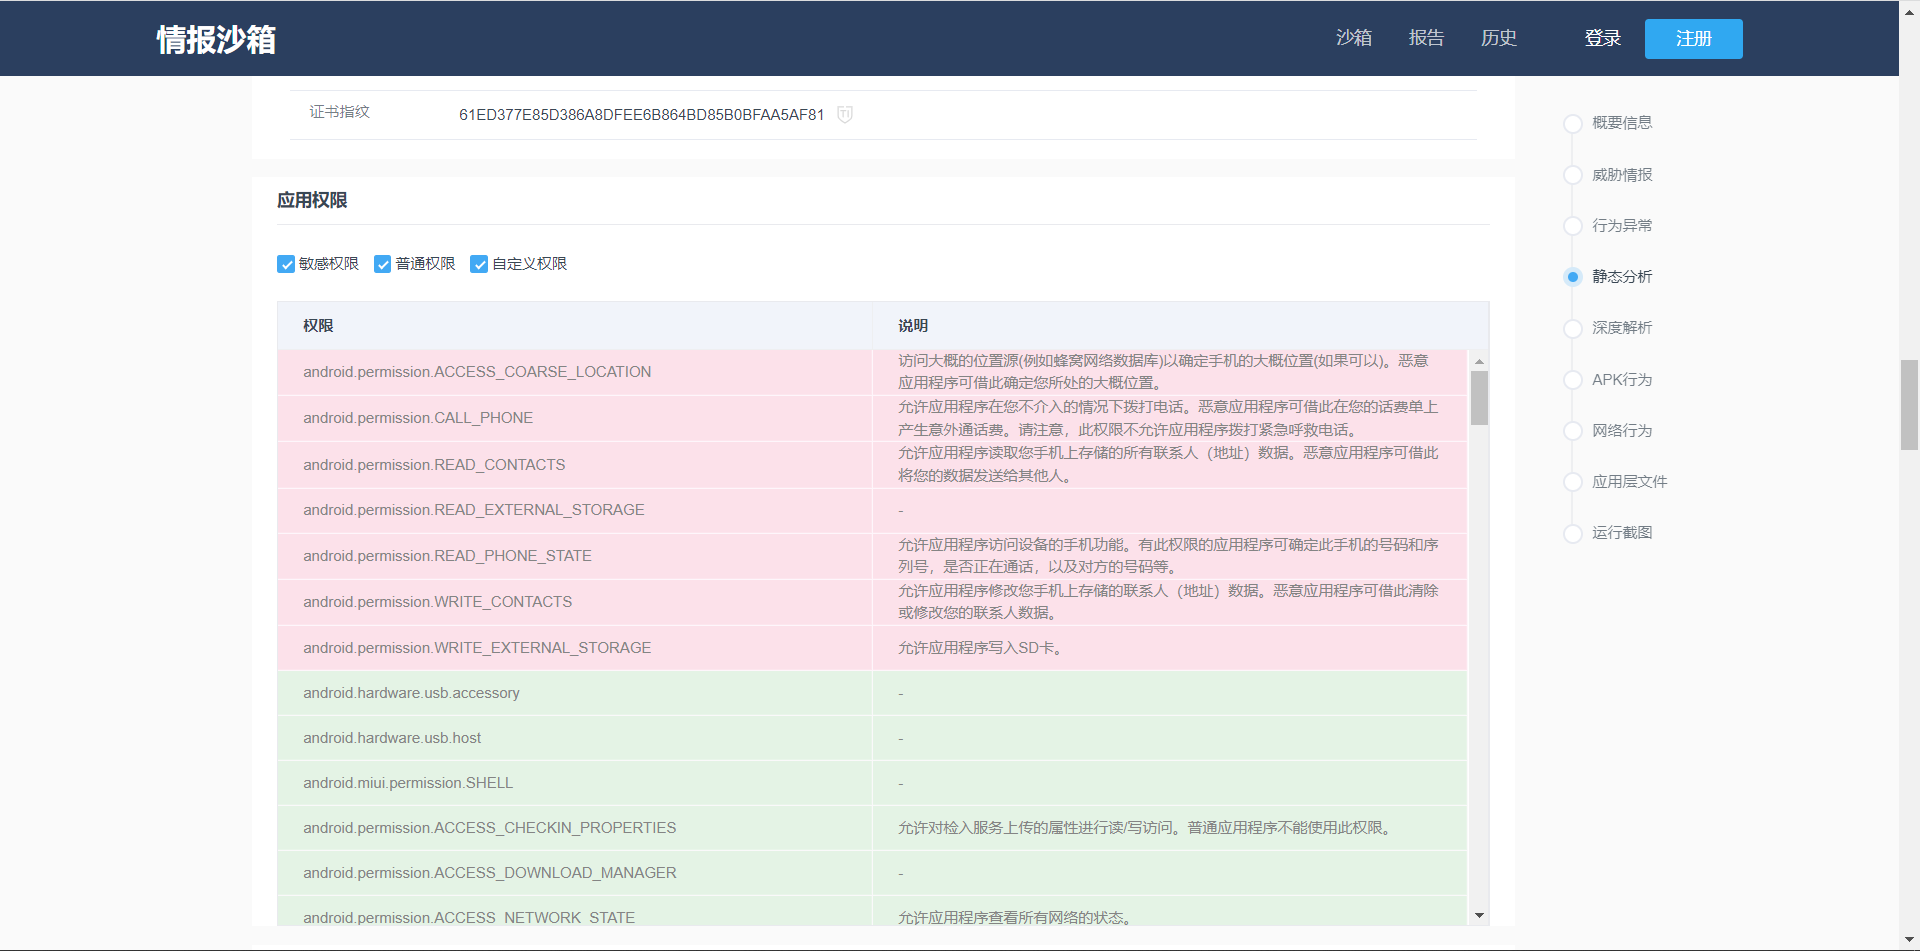 情报沙箱
沙箱 报告 历史 登录 注册
证书指纹 61ED377E85D386A8DFEE6B864BD85B0BFAA5AF81 TI
应用权限
敏感权限 普通权限 自定义权限
权限 说明
android.permission.ACCESS_COARSE_LOCATION
访问大概的位置源(例如蜂窝网络数据库)以确定手机的大概位置(如果可以)。恶意
应用程序可借此确定您所处的大概位置。
android.permission.CALL_PHONE
允许应用程序在您不介入的情况下拨打电话。恶意应用程序可借此在您的话费单上
产生意外通话费。请注意，此权限不允许应用程序拨打紧急呼救电话。
android.permission.READ_CONTACTS
允许应用程序读取您手机上存储的所有联系人（地址）数据。恶意应用程序可借此
将您的数据发送给其他人。
android.permission.READ_EXTERNAL_STORAGE -
android.permission.READ_PHONE_STATE
允许应用程序访问设备的手机功能。有此权限的应用程序可确定此手机的号码和序
列号，是否正在通话，以及对方的号码等。
android.permission.WRITE_CONTACTS
允许应用程序修改您手机上存储的联系人（地址）数据。恶意应用程序可借此清除
或修改您的联系人数据。
android.permission.WRITE_EXTERNAL_STORAGE 允许应用程序写入SD卡。
android.hardware.usb.accessory -
android.hardware.usb.host -
android.miui.permission.SHELL -
android.permission.ACCESS_CHECKIN_PROPERTIES 允许对检入服务上传的属性进行读/写访问。普通应用程序不能使用此权限。
android.permission.ACCESS_DOWNLOAD_MANAGER -
android.permission.ACCESS_NETWORK_STATE 允许应用程序查看所有网络的状态。
概要信息
威胁情报
行为异常
静态分析
深度解析
APK行为
网络行为
应用层文件
运行截图